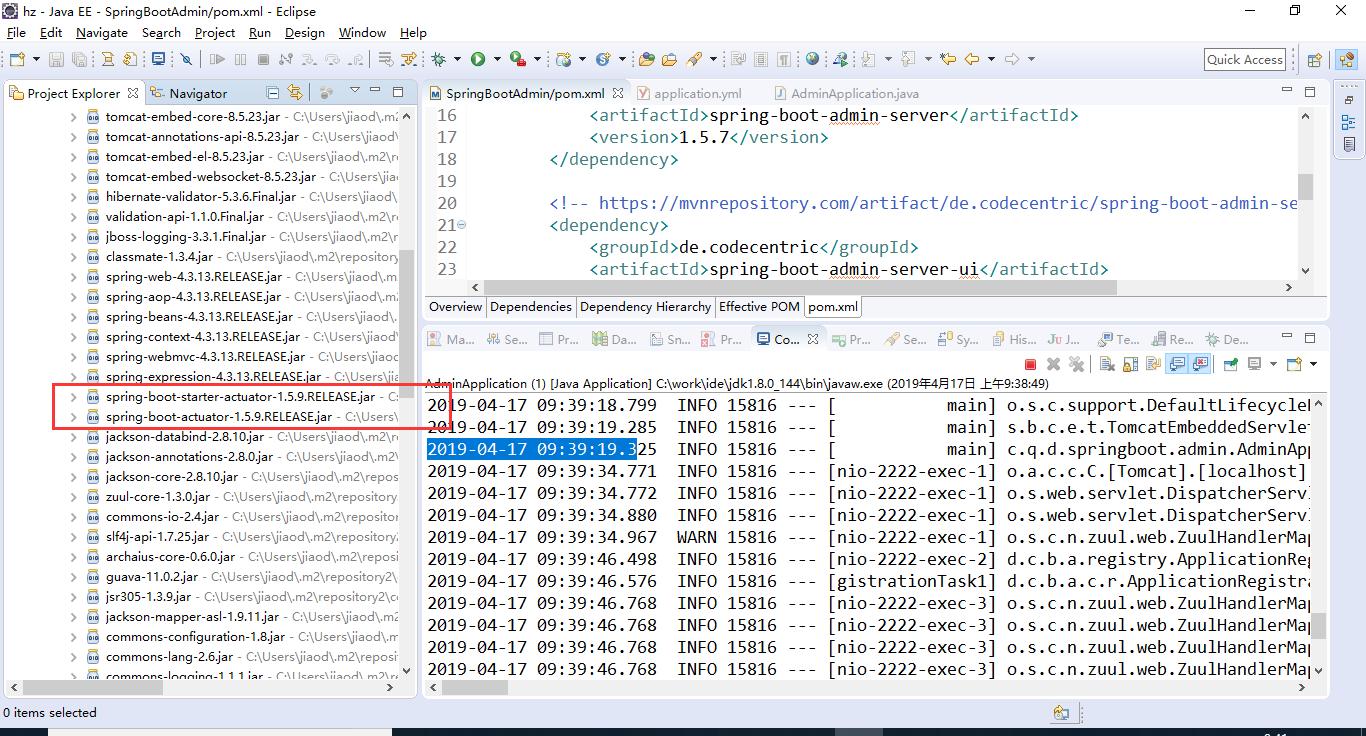 hz - Java EE - SpringBootAdmin/pom.xml - Eclipse
File Edit Navigate Search Project Run Design Window Help
Quick Access
Project Explorer Navigator
tomcat-embed-core-8.5.23.jar - C:\Users\jiaod\.m2
tomcat-annotations-api-8.5.23.jar - C:\Users\jiaod\.
tomcat-embed-el-8.5.23.jar - C:\Users\jiaod\.m2\re
tomcat-embed-websocket-8.5.23.jar - C:\Users\jiao
hibernate-validator-5.3.6.Final.jar - C:\Users\jiaod\.
validation-api-1.1.0.Final.jar - C:\Users\jiaod\.m2\r
jboss-logging-3.3.1.Final.jar - C:\Users\jiaod\.m2\r
classmate-1.3.4.jar - C:\Users\jiaod\.m2\repository
spring-web-4.3.13.RELEASE.jar - C:\Users\jiaod\.m
spring-aop-4.3.13.RELEASE.jar - C:\Users\jiaod\.m2
spring-beans-4.3.13.RELEASE.jar - C:\Users\jiaod\.
spring-context-4.3.13.RELEASE.jar - C:\Users\jiaod\
spring-webmvc-4.3.13.RELEASE.jar - C:\Users\jiaod
spring-expression-4.3.13.RELEASE.jar - C:\Users\jia
spring-boot-starter-actuator-1.5.9.RELEASE.jar - C:
spring-boot-actuator-1.5.9.RELEASE.jar - C:\Users\
jackson-databind-2.8.10.jar - C:\Users\jiaod\.m2\re
jackson-annotations-2.8.0.jar - C:\Users\jiaod\.m2\
jackson-core-2.8.10.jar - C:\Users\jiaod\.m2\repos
zuul-core-1.3.0.jar - C:\Users\jiaod\.m2\repository
commons-io-2.4.jar - C:\Users\jiaod\.m2\repositor
slf4j-api-1.7.25.jar - C:\Users\jiaod\.m2\repository2
archaius-core-0.6.0.jar - C:\Users\jiaod\.m2\reposi
guava-11.0.2.jar - C:\Users\jiaod\.m2\repository2\
jsr305-1.3.9.jar - C:\Users\jiaod\.m2\repository2\c
jackson-mapper-asl-1.9.11.jar - C:\Users\jiaod\.m2
commons-configuration-1.8.jar - C:\Users\jiaod\.m
commons-lang-2.6.jar - C:\Users\jiaod\.m2\reposi
commons-logging-1.1.1.jar - C:\Users\jiaod\.m2\re
SpringBootAdmin/pom.xml application.yml AdminApplication.java
16 <artifactId>spring-boot-admin-server</artifactId>
17 <version>1.5.7</version>
18 </dependency>
19
20 <!-- https://mvnrepository.com/artifact/de.codecentric/spring-boot-admin-se
21 <dependency>
22 <groupId>de.codecentric</groupId>
23 <artifactId>spring-boot-admin-server-ui</artifactId>
Overview Dependencies Dependency Hierarchy Effective POM pom.xml
Ma... Se... Pr... Da... Sn... Pr... Co... Pr... Se... Sy... His... Ju J... Te... Re... De...
AdminApplication (1) [Java Application] C:\work\ide\jdk1.8.0_144\bin\javaw.exe (2019年4月17日 上午9:38:49)
2019-04-17 09:39:18.799 INFO 15816 --- [ main] o.s.c.support.DefaultLifecycle
2019-04-17 09:39:19.285 INFO 15816 --- [ main] s.b.c.e.t.TomcatEmbeddedServlet
2019-04-17 09:39:19.325 INFO 15816 --- [ main] c.q.d.springboot.admin.AdminAp
2019-04-17 09:39:34.771 INFO 15816 --- [nio-2222-exec-1] o.a.c.c.C.[Tomcat].[localhost]
2019-04-17 09:39:34.772 INFO 15816 --- [nio-2222-exec-1] o.s.web.servlet.DispatcherServ
2019-04-17 09:39:34.880 INFO 15816 --- [nio-2222-exec-1] o.s.web.servlet.DispatcherServ
2019-04-17 09:39:34.967 WARN 15816 --- [nio-2222-exec-1] o.s.c.n.zuul.web.ZuulHandlerMa
2019-04-17 09:39:46.498 INFO 15816 --- [nio-2222-exec-2] d.c.b.a.registry.ApplicationReg
2019-04-17 09:39:46.576 INFO 15816 --- [gistrationTask1] d.c.b.a.c.r.ApplicationRegistra
2019-04-17 09:39:46.768 INFO 15816 --- [nio-2222-exec-3] o.s.c.n.zuul.web.ZuulHandlerMa
2019-04-17 09:39:46.768 INFO 15816 --- [nio-2222-exec-3] o.s.c.n.zuul.web.ZuulHandlerMa
2019-04-17 09:39:46.768 INFO 15816 --- [nio-2222-exec-3] o.s.c.n.zuul.web.ZuulHandlerMa
2019-04-17 09:39:46.768 INFO 15816 --- [nio-2222-exec-3] o.s.c.n.zuul.web.ZuulHandlerMa
0 items selected